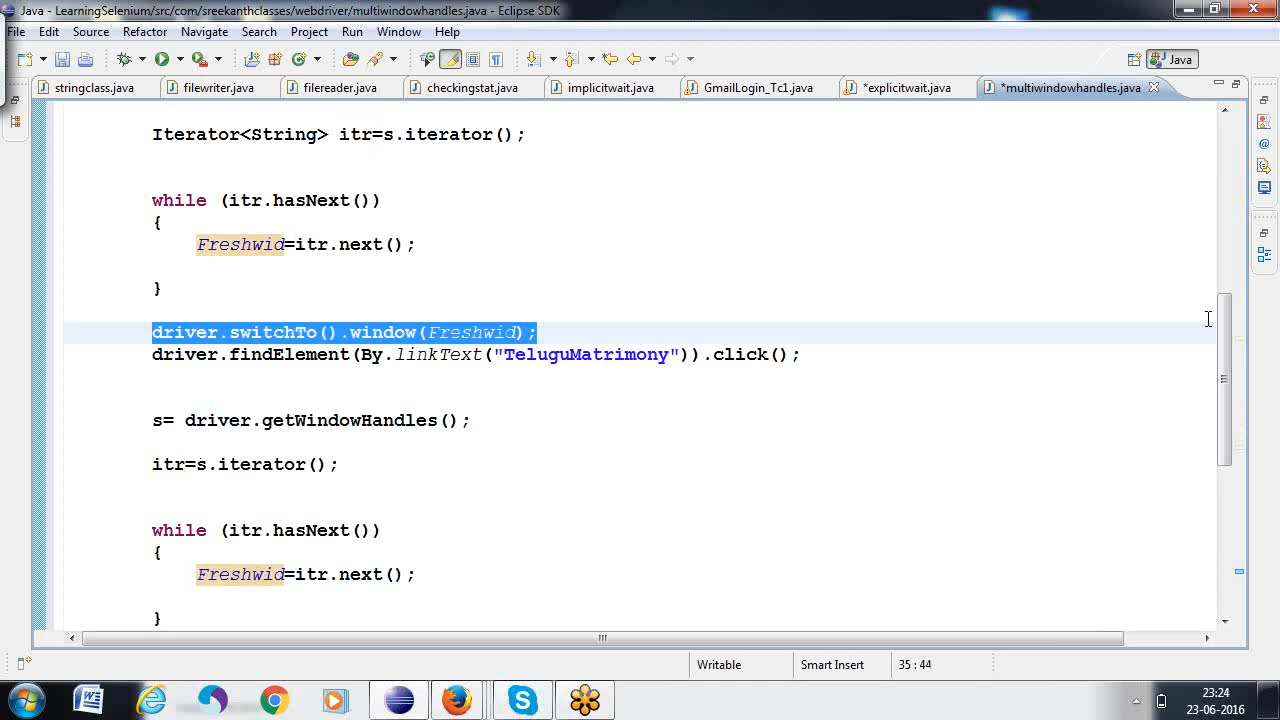 Java - LearningSelenium/src/com/sreekanthclasses/webdriver/multiwindowhandles.java - Eclipse SDK
File Edit Source Refactor Navigate Search Project Run Window Help
Java
stringclass.java filewriter.java filereader.java checkingstat.java implicitwait.java GmailLogin_Tc1.java *explicitwait.java *multiwindowhandles.java
Iterator<String> itr=s.iterator();
while (itr.hasNext())
{
Freshwid=itr.next();
}
driver.switchTo().window(Freshwid);
driver.findElement(By.linkText("TeluguMatrimony")).click();
s= driver.getWindowHandles();
itr=s.iterator();
while (itr.hasNext())
{
Freshwid=itr.next();
}
Writable Smart Insert 35 : 44
23:24
23-06-2016